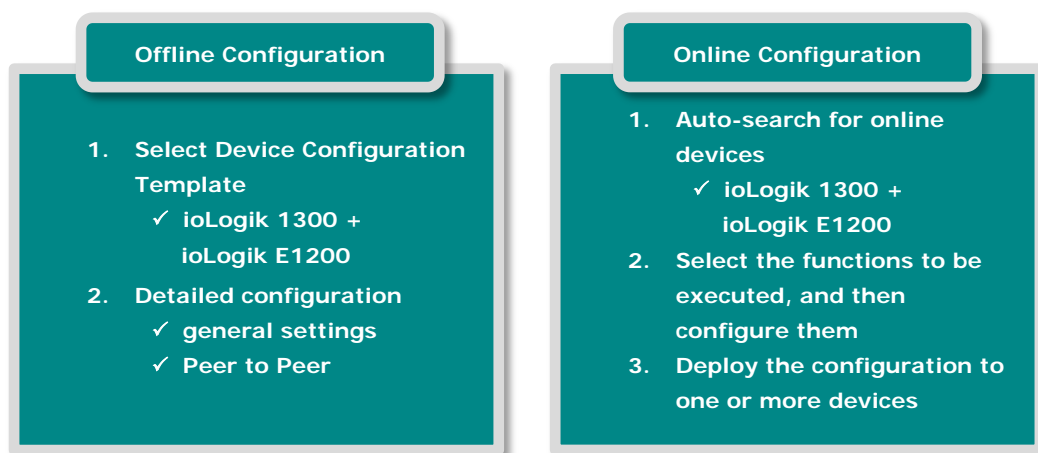 Offline Configuration
1. Select Device Configuration
Template
✓ ioLogik 1300 +
ioLogik E1200
2. Detailed configuration
✓ general settings
✓ Peer to Peer
Online Configuration
1. Auto-search for online
devices
✓ ioLogik 1300 +
ioLogik E1200
2. Select the functions to be
executed, and then
configure them
3. Deploy the configuration to
one or more devices